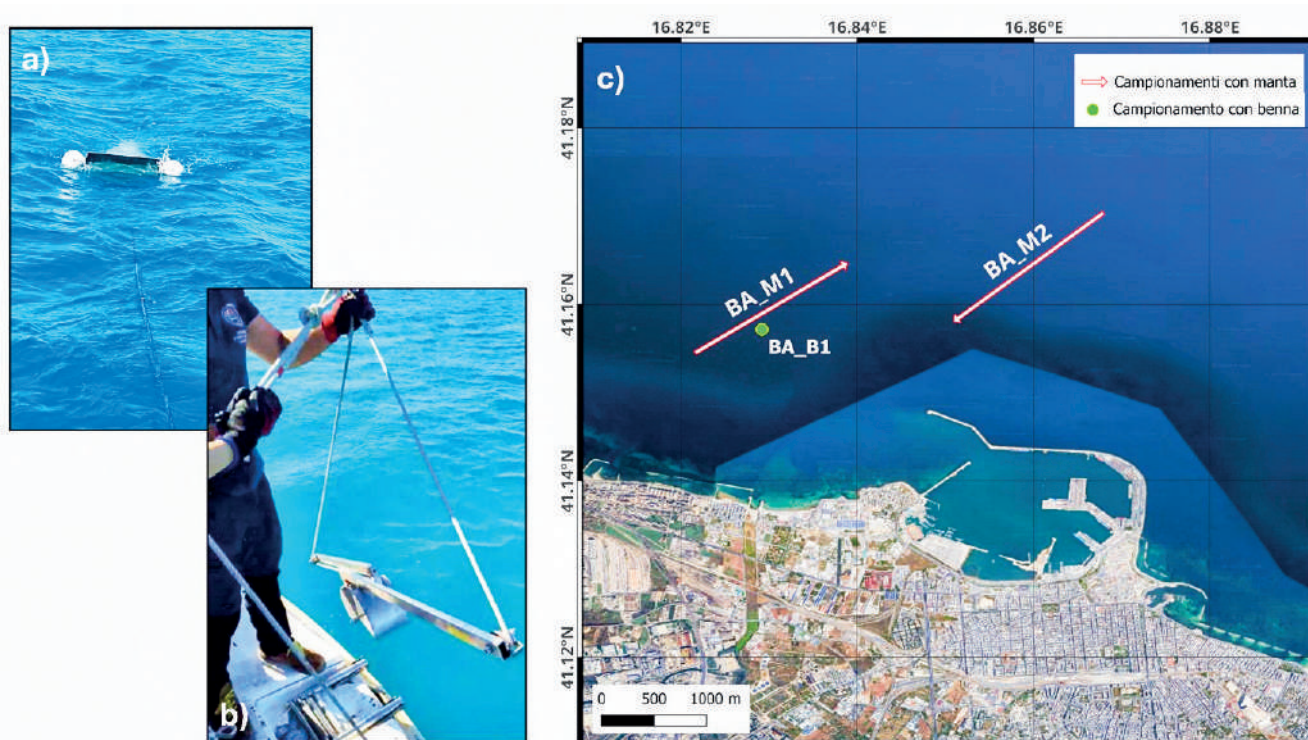 a)
b)
c)
16.82°E 16.84°E 16.86°E 16.88°E
41.18°N
41.16°N
41.14°N
41.12°N
Campionamenti con manta
Campionamento con benna
BA_M1
BA_M2
BA_B1
0 500 1000 m